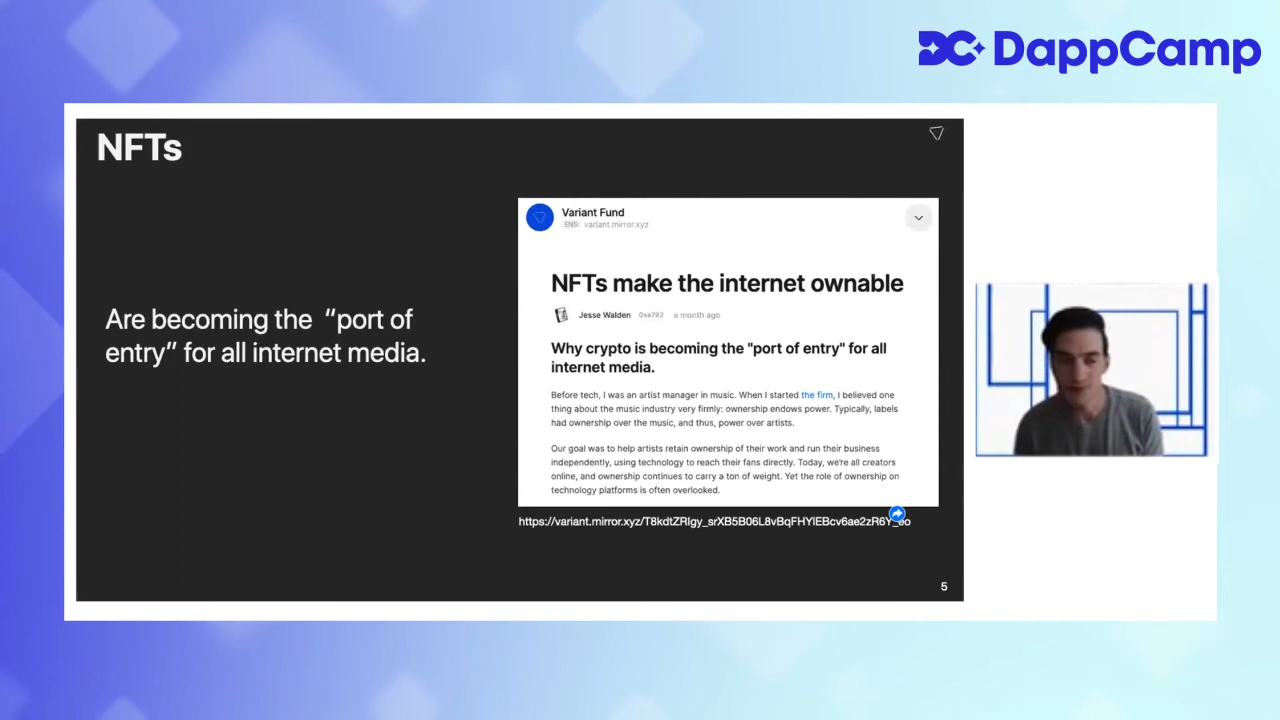 DappCamp
NFTs
Are becoming the "port of
entry" for all internet media.
Variant Fund
ENS variant.mirror.xyz
NFTs make the internet ownable
Jesse Walden 0xe792 a month ago
Why crypto is becoming the "port of entry" for all
internet media.
Before tech, I was an artist manager in music. When I started the firm, I believed one
thing about the music industry very firmly: ownership endows power. Typically, labels
had ownership over the music, and thus, power over artists.
Our goal was to help artists retain ownership of their work and run their business
independently, using technology to reach their fans directly. Today, we're all creators
online, and ownership continues to carry a ton of weight. Yet the role of ownership on
technology platforms is often overlooked.
5